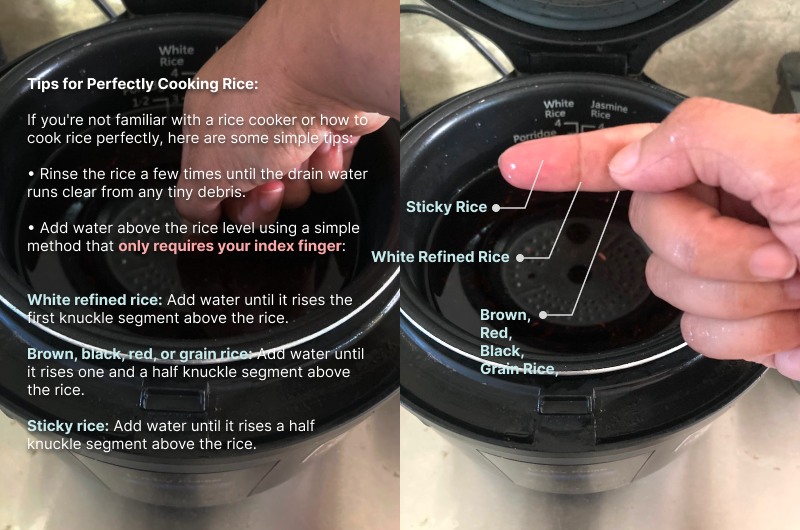 White
Rice
4
1·2
Tips for Perfectly Cooking Rice:
If you're not familiar with a rice cooker or how to
cook rice perfectly, here are some simple tips:
• Rinse the rice a few times until the drain water
runs clear from any tiny debris.
• Add water above the rice level using a simple
method that only requires your index finger:
White refined rice: Add water until it rises the
first knuckle segment above the rice.
Brown, black, red, or grain rice: Add water until
it rises one and a half knuckle segment above
the rice.
Sticky rice: Add water until it rises a half
knuckle segment above the rice.
White
Rice
Jasmine
Rice
4
4
Porridge
Sticky Rice
White Refined Rice
Brown,
Red,
Black,
Grain Rice,